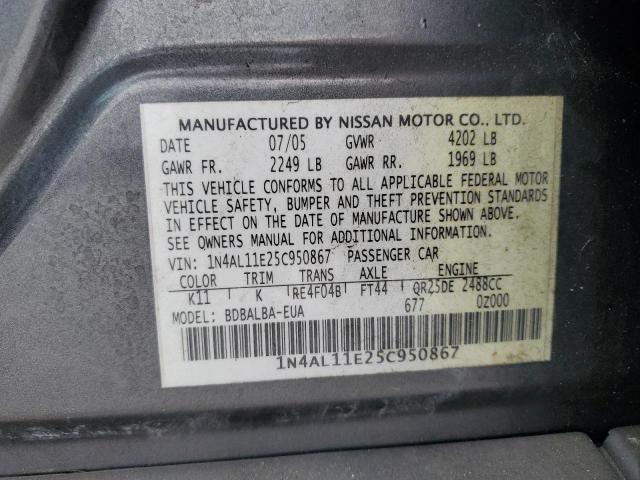 MANUFACTURED BY NISSAN MOTOR CO., LTD.
DATE 07/05 GVWR 4202 LB
GAWR FR. 2249 LB GAWR RR. 1969 LB
THIS VEHICLE CONFORMS TO ALL APPLICABLE FEDERAL MOTOR
VEHICLE SAFETY, BUMPER AND THEFT PREVENTION STANDARDS
IN EFFECT ON THE DATE OF MANUFACTURE SHOWN ABOVE.
SEE OWNERS MANUAL FOR ADDITIONAL INFORMATION.
VIN: 1N4AL11E25C950867 PASSENGER CAR
COLOR TRIM TRANS AXLE ENGINE
K11 K RE4F04B FT44 QR25DE 2488CC
MODEL: BDBALBA-EUA 677 0Z000
1N4AL11E25C950867